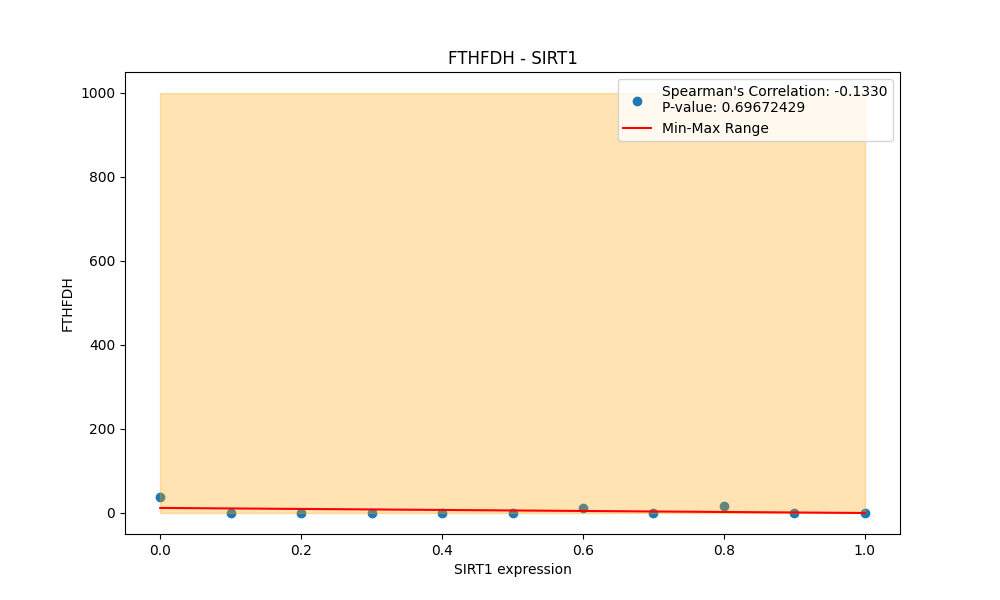 FTHFDH - SIRT1
Spearman's Correlation: -0.1330
P-value: 0.69672429
Min-Max Range
1000
800
600
400
200
0
FTHFDH
0.0 0.2 0.4 0.6 0.8 1.0
SIRT1 expression